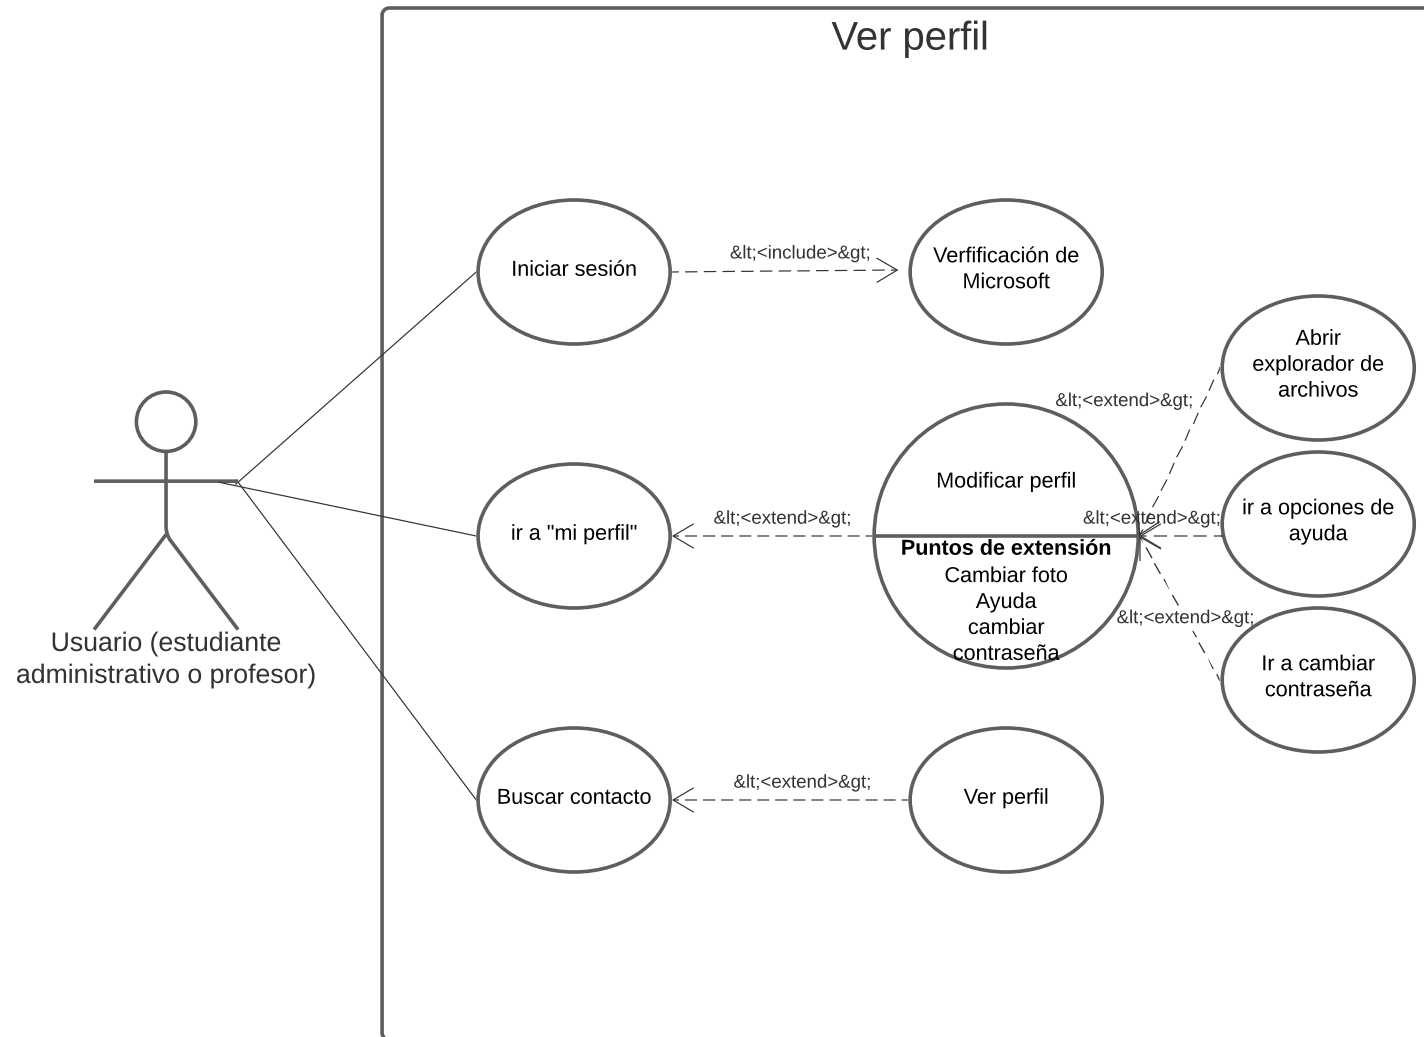 Ver perfil
&lt;<include>&gt;
Iniciar sesión
Verfificación de
Microsoft
Abrir
explorador de
archivos
&lt;<extend>&gt;
Modificar perfil
ir a "mi perfil"
&lt;<extend>&gt;
&lt;<extend>&gt;
ir a opciones de
ayuda
Puntos de extensión
Cambiar foto
Ayuda
cambiar
contraseña
&lt;<extend>&gt;
Ir a cambiar
contraseña
Usuario (estudiante
administrativo o profesor)
Buscar contacto
&lt;<extend>&gt;
Ver perfil